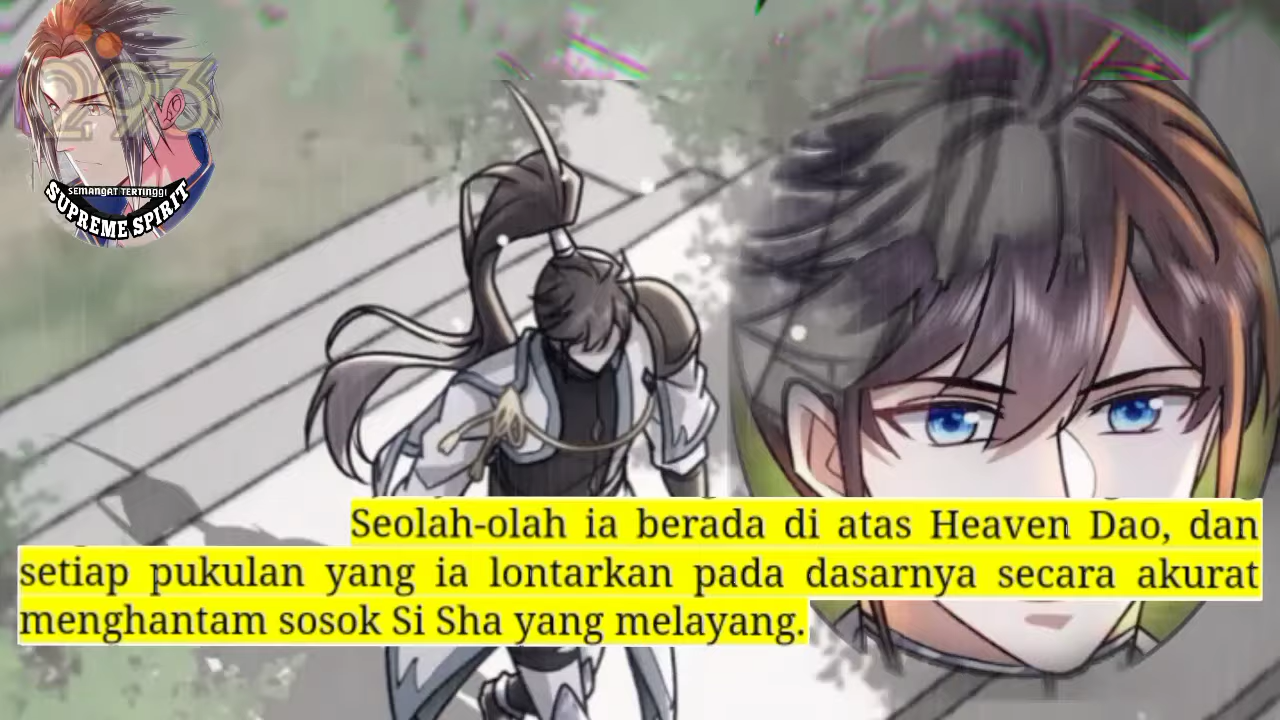 293
SEMANGAT TERTINGGI
SUPREME SPIRIT
Seolah-olah ia berada di atas Heaven Dao, dan
setiap pukulan yang ia lontarkan pada dasarnya secara akurat
menghantam sosok Si Sha yang melayang.